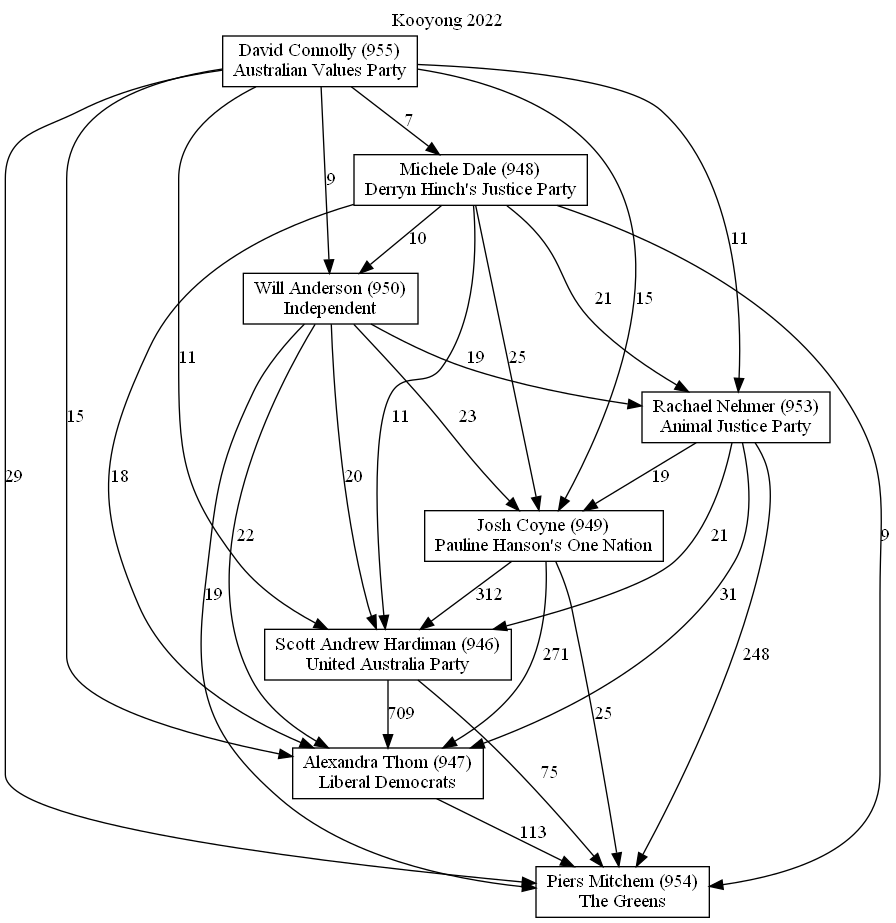 Kooyong 2022
David Connolly (955)
Australian Values Party
7
Michele Dale (948)
Derryn Hinch's Justice Party
9
10
11
21
15
Will Anderson (950)
Independent
11
19
25
15
11
23
Rachael Nehmer (953)
Animal Justice Party
29
18
20
19
Josh Coyne (949)
Pauline Hanson's One Nation
22
21
9
19
312
31
Scott Andrew Hardiman (946)
United Australia Party
271
248
709
25
Alexandra Thom (947)
Liberal Democrats
75
113
Piers Mitchem (954)
The Greens